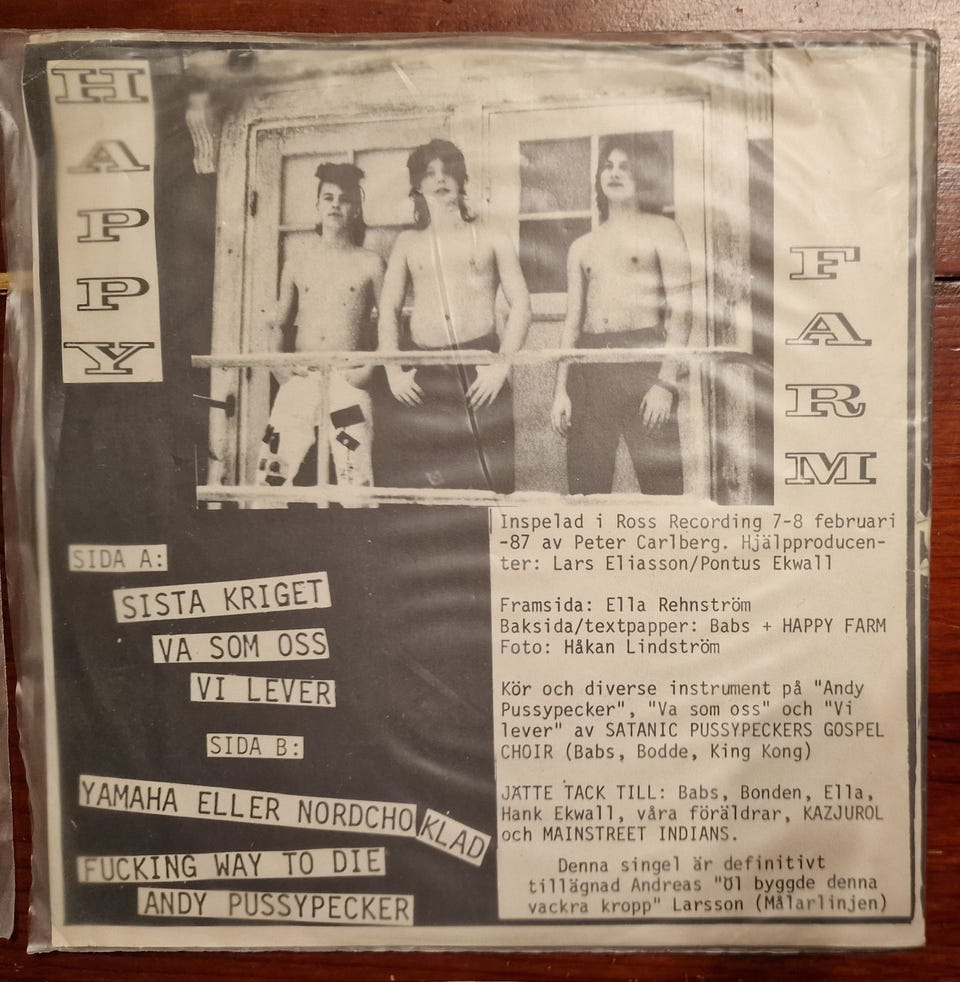 HAPPY
FARM
SIDA A:
SISTA KRIGET
VA SOM OSS
VI LEVER
SIDA B:
YAMAHA ELLER NORDCHOKLAD
FUCKING WAY TO DIE
ANDY PUSSYPECKER
Inspelad i Ross Recording 7-8 februari
-87 av Peter Carlberg. Hjälpproducen-
ter: Lars Eliasson/Pontus Ekwall
Framsida: Ella Rehnström
Baksida/textpapper: Babs + HAPPY FARM
Foto: Håkan Lindström
Kör och diverse instrument på "Andy
Pussypecker", "Va som oss" och "Vi
lever" av SATANIC PUSSYPECKERS GOSPEL
CHOIR (Babs, Bodde, King Kong)
JÄTTE TACK TILL: Babs, Bonden, Ella,
Hank Ekwall, våra föräldrar, KAZJUROL
och MAINSTREET INDIANS.
Denna singel är definitivt
tillägnad Andreas "Öl byggde denna
vackra kropp" Larsson (Målarlinjen)